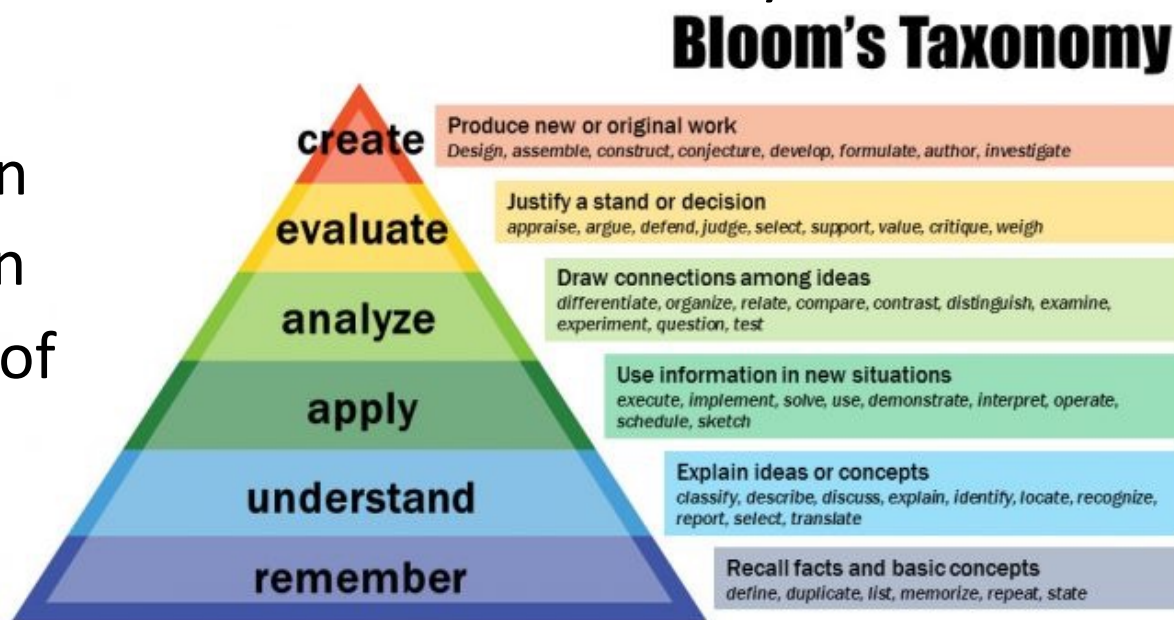 Bloom's Taxonomy
n
n
of
create
Produce new or original work
Design, assemble, construct, conjecture, develop, formulate, author, investigate
evaluate
Justify a stand or decision
appraise, argue, defend, judge, select, support, value, critique, weigh
analyze
Draw connections among ideas
differentiate, organize, relate, compare, contrast, distinguish, examine,
experiment, question, test
apply
Use information in new situations
execute, implement, solve, use, demonstrate, interpret, operate,
schedule, sketch
understand
Explain ideas or concepts
classify, describe, discuss, explain, identify, locate, recognize,
report, select, translate
remember
Recall facts and basic concepts
define, duplicate, list, memorize, repeat, state